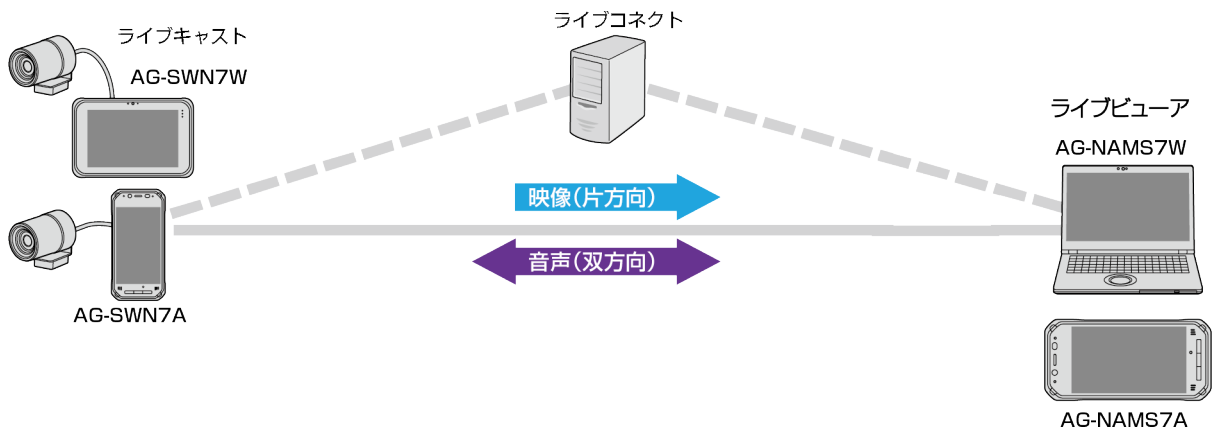 ライブキャスト
AG-SWN7W
AG-SWN7A
ライブコネクト
映像(片方向)
音声(双方向)
ライブビューア
AG-NAMS7W
AG-NAMS7A